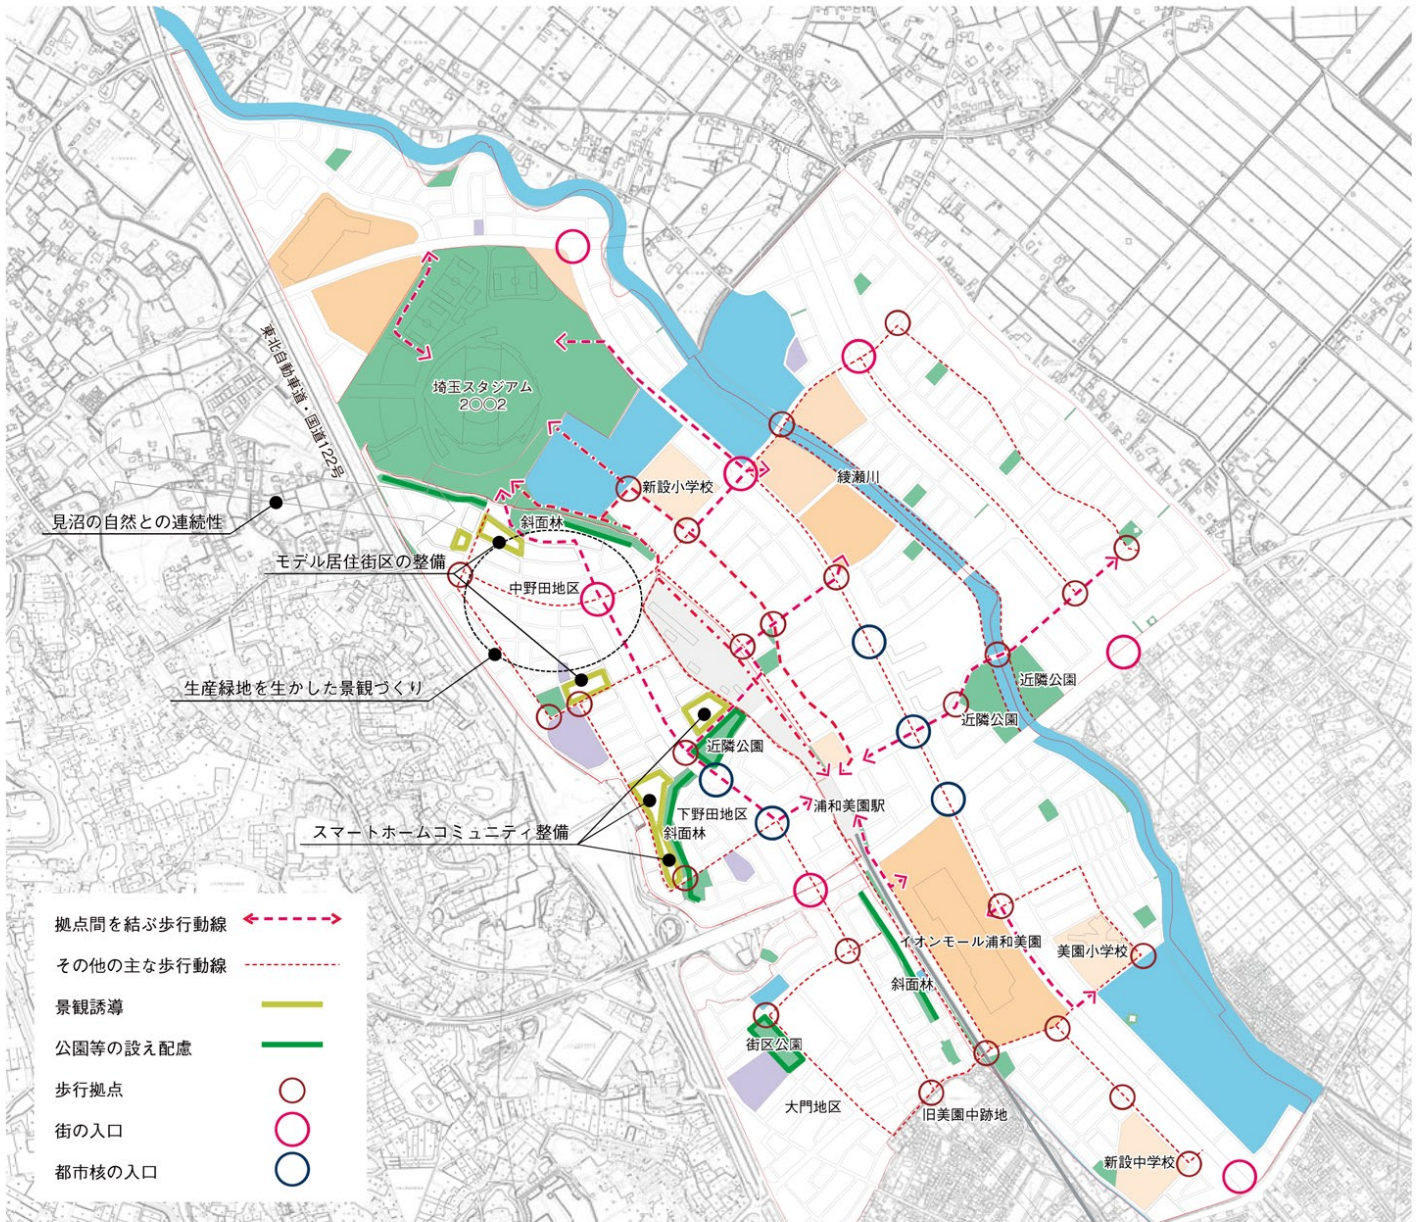 東北自動車道・国道122号
埼玉スタジアム
2○○2
新設小学校
綾瀬川
見沼の自然との連続性
斜面林
モデル居住街区の整備
中野田地区
生産緑地を生かした景観づくり
近隣公園
近隣公園
近隣公園
浦和美園駅
下野田地区
スマートホームコミュニティ整備
斜面林
イオンモール浦和美園
美園小学校
斜面林
街区公園
大門地区
旧美園中跡地
新設中学校
拠点間を結ぶ歩行動線
その他の主な歩行動線
景観誘導
公園等の設え配慮
歩行拠点
街の入口
都市核の入口